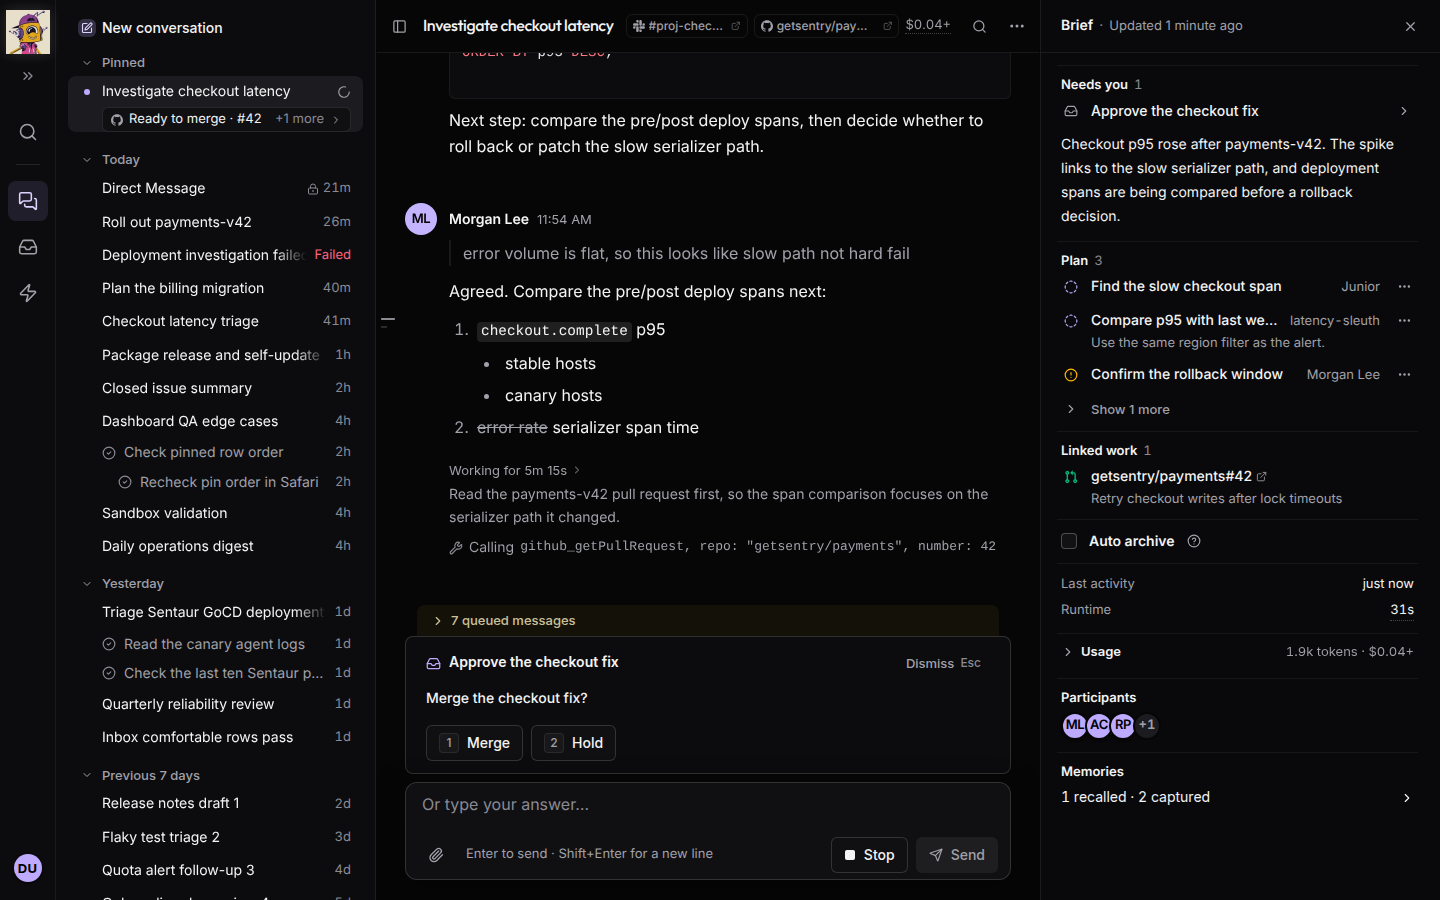 New conversation
Pinned
Investigate checkout latency
Ready to merge · #42 +1 more
Today
Direct Message 21m
Roll out payments-v42 26m
Deployment investigation failed Failed
Plan the billing migration 40m
Checkout latency triage 41m
Package release and self-update 1h
Closed issue summary 2h
Dashboard QA edge cases 4h
Check pinned row order 2h
Recheck pin order in Safari 2h
Sandbox validation 4h
Daily operations digest 4h
Yesterday
Triage Sentaur GoCD deployment 1d
Read the canary agent logs 1d
Check the last ten Sentaur p... 1d
Quarterly reliability review 1d
Inbox comfortable rows pass 1d
Previous 7 days
Release notes draft 1 2d
Flaky test triage 2 3d
Quota alert follow-up 3 4d
DU
Investigate checkout latency #proj-chec... getsentry/pay... $0.04+
ORDER BY p95 DESC;
Next step: compare the pre/post deploy spans, then decide whether to
roll back or patch the slow serializer path.
ML Morgan Lee 11:54 AM
error volume is flat, so this looks like slow path not hard fail
Agreed. Compare the pre/post deploy spans next:
1. checkout.complete p95
• stable hosts
• canary hosts
2. error rate serializer span time
Working for 5m 15s
Read the payments-v42 pull request first, so the span comparison focuses on the
serializer path it changed.
Calling github_getPullRequest, repo: "getsentry/payments", number: 42
7 queued messages
Approve the checkout fix Dismiss Esc
Merge the checkout fix?
1 Merge 2 Hold
Or type your answer...
Enter to send · Shift+Enter for a new line Stop Send
Brief · Updated 1 minute ago
Needs you 1
Approve the checkout fix
Checkout p95 rose after payments-v42. The spike
links to the slow serializer path, and deployment
spans are being compared before a rollback
decision.
Plan 3
Find the slow checkout span Junior
Compare p95 with last we... latency-sleuth
Use the same region filter as the alert.
Confirm the rollback window Morgan Lee
Show 1 more
Linked work 1
getsentry/payments#42
Retry checkout writes after lock timeouts
Auto archive
Last activity just now
Runtime 31s
Usage 1.9k tokens · $0.04+
Participants
ML AC RP +1
Memories
1 recalled · 2 captured